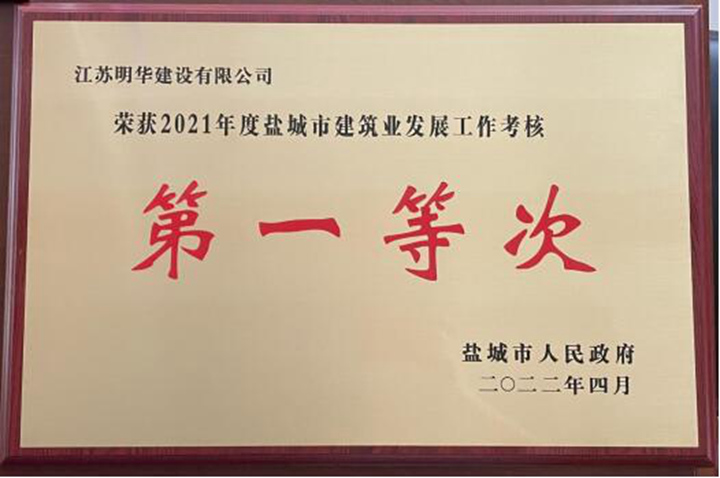 江苏明华建设有限公司
荣获2021年度盐城市建筑业发展工作考核
第一等次
盐城市人民政府
二〇二二年四月